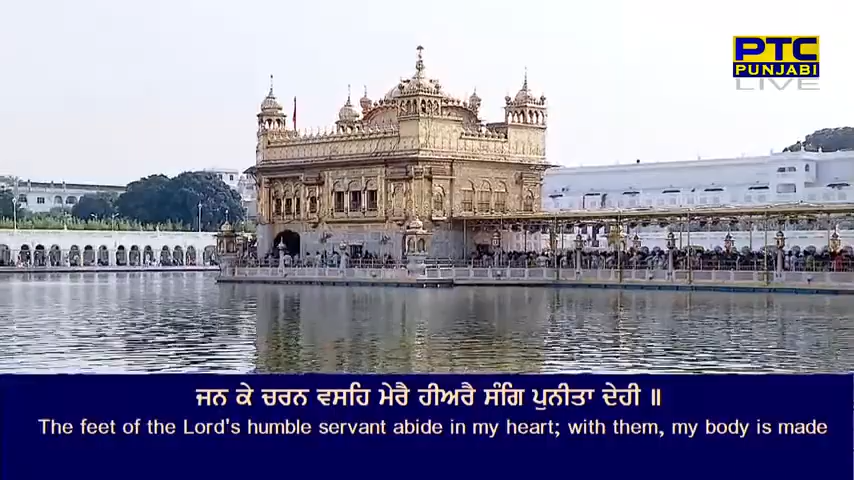 PTC
PUNJABI
LIVE
ਜਨ ਕੇ ਚਰਨ ਵਸਹਿ ਮੇਰੈ ਹੀਅਰੈ ਸੰਗਿ ਪੁਨੀਤਾ ਦੇਹੀ ॥
The feet of the Lord's humble servant abide in my heart; with them, my body is made